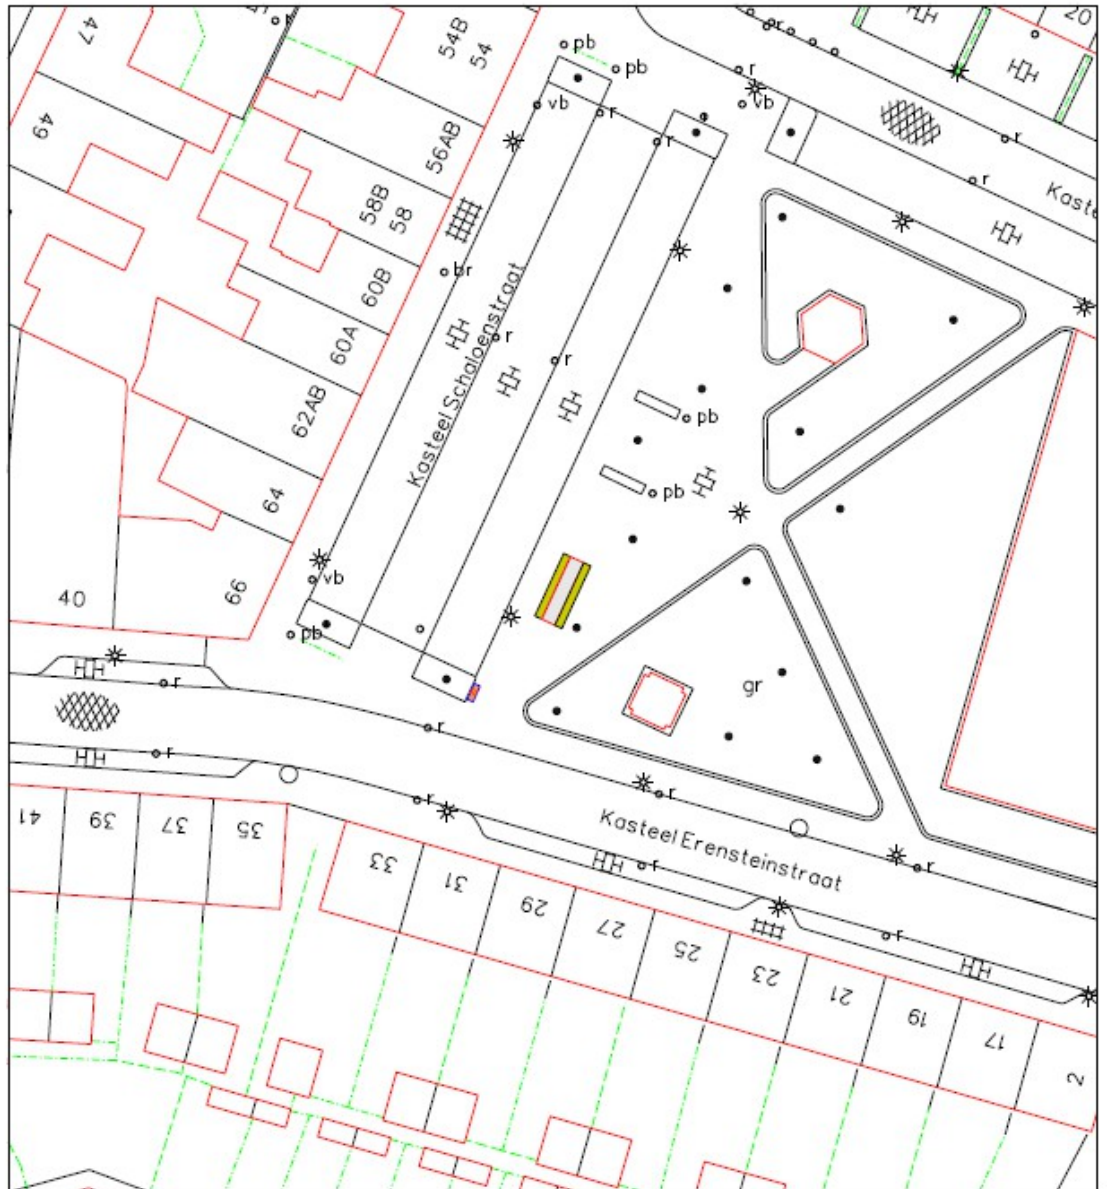 20
47
54B
54
pb
pb
vb
r
r
r
r
vb
r
r
49
56AB
58B
58
Kaste
br
60B
60A
r
r
Kasteel Schaloenstraat
62AB
pb
pb
64
66
40
vb
pb
r
gr
r
r
r
r
Kasteel Erensteinstraat
r
r
r
41
39
37
35
33
31
29
27
25
23
21
19
17
2